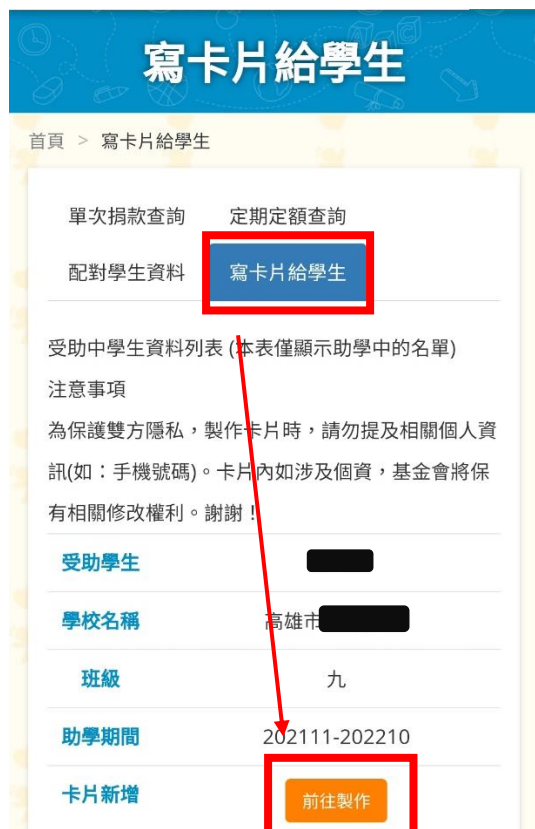 寫卡片給學生
首頁 > 寫卡片給學生
單次捐款查詢 定期定額查詢
配對學生資料 寫卡片給學生
受助中學生資料列表 (本表僅顯示助學中的名單)
注意事項
為保護雙方隱私，製作卡片時，請勿提及相關個人資
訊(如：手機號碼)。卡片內如涉及個資，基金會將保
有相關修改權利。謝謝！
受助學生
學校名稱 高雄市
班級 九
助學期間 202111-202210
卡片新增 前往製作